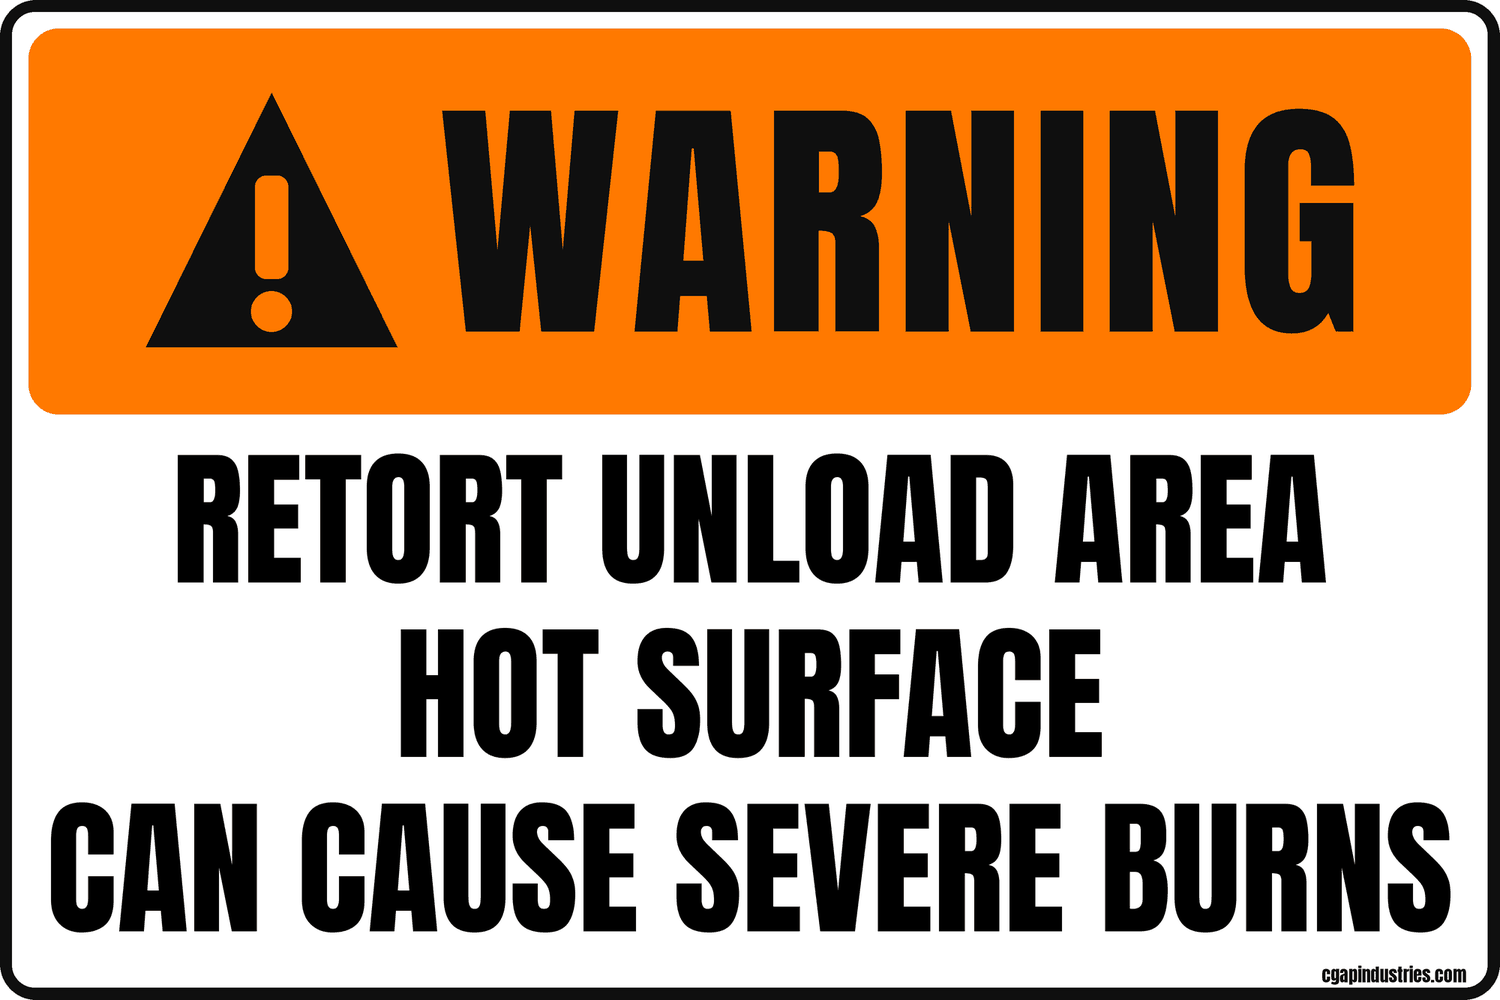 WARNING
RETORT UNLOAD AREA
HOT SURFACE
CAN CAUSE SEVERE BURNS
cgapindustries.com